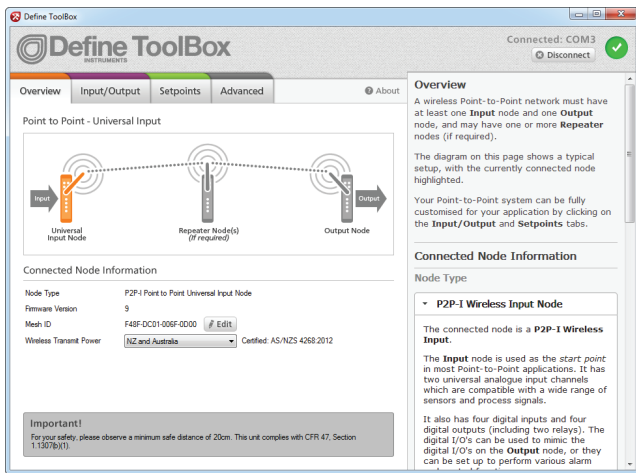 Define ToolBox
Define ToolBox
INSTRUMENTS
Connected: COM3
Disconnect
Overview
Input/Output
Setpoints
Advanced
About
Point to Point - Universal Input
Input
Output
Universal
Input Node
Repeater Node(s)
(If required)
Output Node
Connected Node Information
Node Type P2P-I Point to Point Universal Input Node
Firmware Version 9
Mesh ID F48F-DC01-006F-0D00 Edit
Wireless Transmit Power NZ and Australia Certified: AS/NZS 4268:2012
Important!
For your safety, please observe a minimum safe distance of 20cm. This unit complies with CFR 47, Section
1.1307(b)(1).
Overview
A wireless Point-to-Point network must have
at least one Input node and one Output
node, and may have one or more Repeater
nodes (if required).
The diagram on this page shows a typical
setup, with the currently connected node
highlighted.
Your Point-to-Point system can be fully
customised for your application by clicking on
the Input/Output and Setpoints tabs.
Connected Node Information
Node Type
P2P-I Wireless Input Node
The connected node is a P2P-I Wireless
Input.
The Input node is used as the start point
in most Point-to-Point applications. It has
two universal analogue input channels
which are compatible with a wide range of
sensors and process signals.
It also has four digital inputs and four
digital outputs (including two relays). The
digital I/O's can be used to mimic the
digital I/O's on the Output node, or they
can be set up to perform various alarm